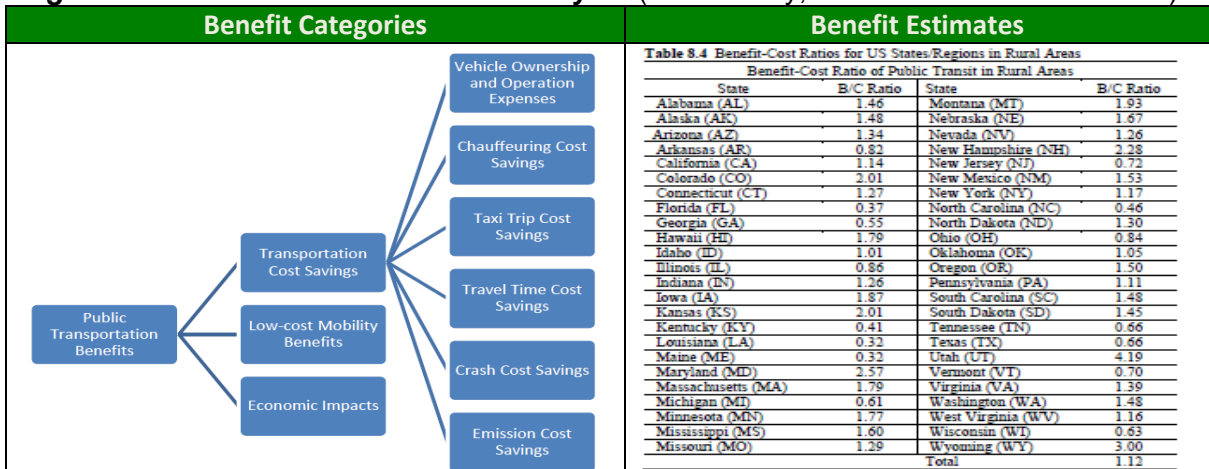 Benefit Categories
Benefit Estimates
Vehicle Ownership
and Operation
Expenses
Chauffeuring Cost
Savings
Taxi Trip Cost
Savings
Transportation
Cost Savings
Travel Time Cost
Savings
Public
Transportation
Benefits
Low-cost Mobility
Benefits
Crash Cost Savings
Economic Impacts
Emission Cost
Savings
Table 8.4 Benefit-Cost Ratios for US States/Regions in Rural Areas
Benefit-Cost Ratio of Public Transit in Rural Areas
State B/C Ratio State B/C Ratio
Alabama (AL) 1.46 Montana (MT) 1.93
Alaska (AK) 1.48 Nebraska (NE) 1.67
Arizona (AZ) 1.34 Nevada (NV) 1.26
Arkansas (AR) 0.82 New Hampshire (NH) 2.28
California (CA) 1.14 New Jersey (NJ) 0.72
Colorado (CO) 2.01 New Mexico (NM) 1.53
Connecticut (CT) 1.27 New York (NY) 1.17
Florida (FL) 0.37 North Carolina (NC) 0.46
Georgia (GA) 0.55 North Dakota (ND) 1.30
Hawaii (HI) 1.79 Ohio (OH) 0.84
Idaho (ID) 1.01 Oklahoma (OK) 1.05
Illinois (IL) 0.86 Oregon (OR) 1.50
Indiana (IN) 1.26 Pennsylvania (PA) 1.11
Iowa (IA) 1.87 South Carolina (SC) 1.48
Kansas (KS) 2.01 South Dakota (SD) 1.45
Kentucky (KY) 0.41 Tennessee (TN) 0.66
Louisiana (LA) 0.32 Texas (TX) 0.66
Maine (ME) 0.32 Utah (UT) 4.19
Maryland (MD) 2.57 Vermont (VT) 0.70
Massachusetts (MA) 1.79 Virginia (VA) 1.39
Michigan (MI) 0.61 Washington (WA) 1.48
Minnesota (MN) 1.77 West Virginia (WV) 1.16
Mississippi (MS) 1.60 Wisconsin (WI) 0.63
Missouri (MO) 1.29 Wyoming (WY) 3.00
Total 1.12